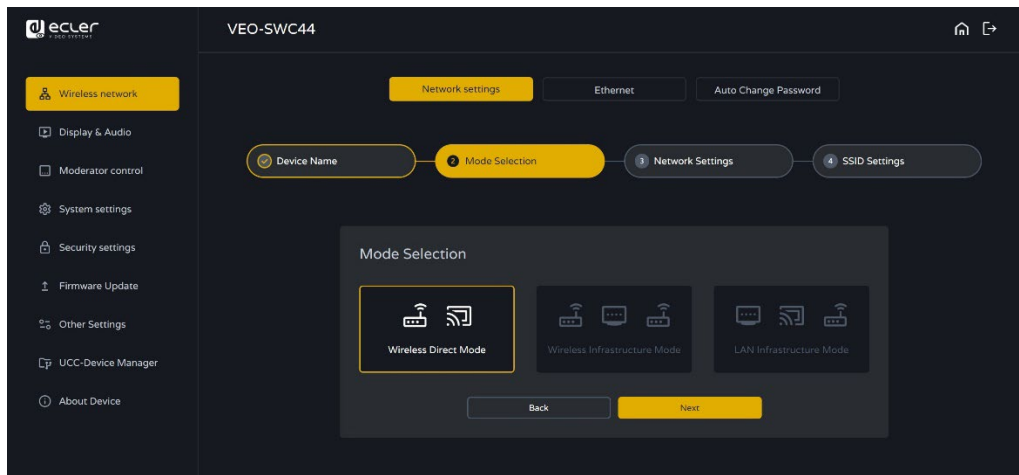 ecler
VIDEO SYSTEMS
VEO-SWC44
Wireless network
Display & Audio
Moderator control
System settings
Security settings
Firmware Update
Other Settings
UCC-Device Manager
About Device
Network settings
Ethernet
Auto Change Password
Device Name
2 Mode Selection
3 Network Settings
4 SSID Settings
Mode Selection
Wireless Direct Mode
Wireless Infrastructure Mode
LAN Infrastructure Mode
Back
Next